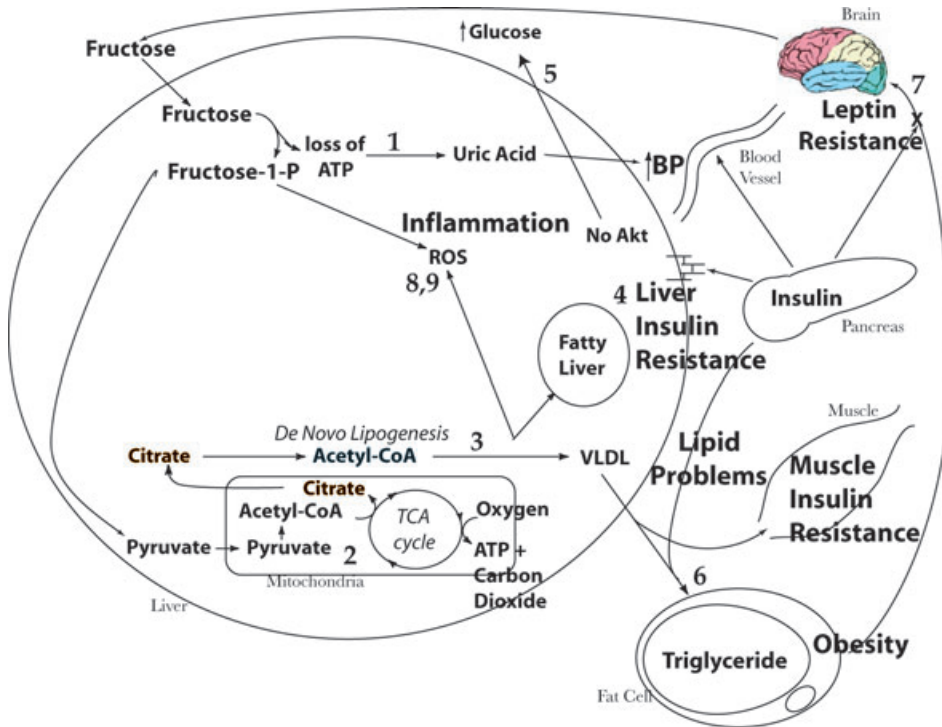 Brain
Fructose
↑Glucose
5
7
Fructose
Leptin
Resistance
X
loss of
ATP
1
Uric Acid
↑BP
Blood
Vessel
Fructose-1-P
Inflammation
No Akt
ROS
8,9
4
Liver
Insulin
Resistance
Insulin
Pancreas
Fatty
Liver
Muscle
De Novo Lipogenesis
Citrate
Acetyl-CoA
3
VLDL
Lipid
Problems
Muscle
Insulin
Resistance
Citrate
Acetyl-CoA
TCA
cycle
Oxygen
Pyruvate
Pyruvate
2
ATP +
Carbon
Dioxide
Mitochondria
Liver
6
Triglyceride
Obesity
Fat Cell